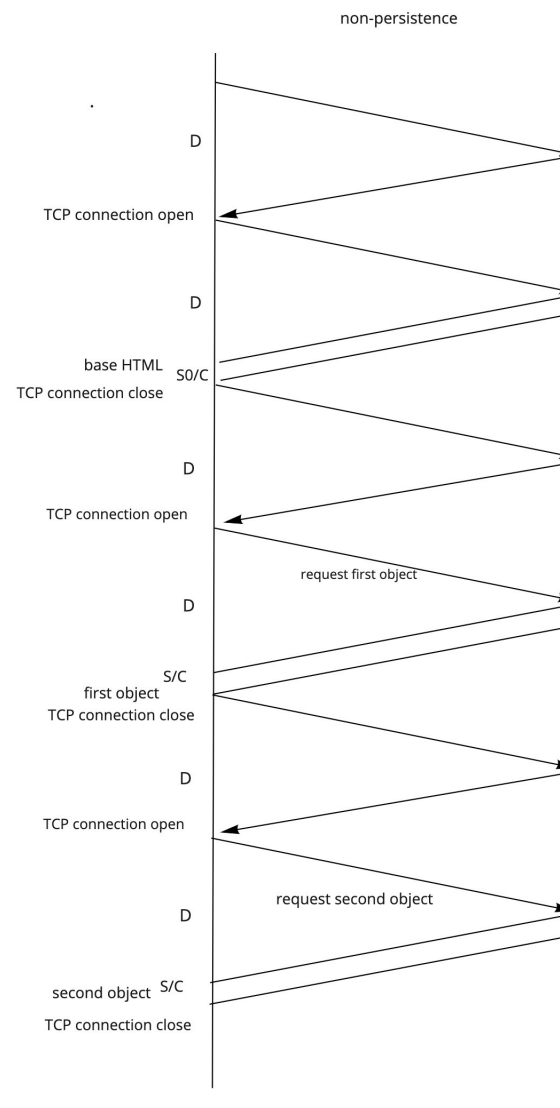 non-persistence
D
TCP connection open
D
base HTML
S0/C
TCP connection close
D
TCP connection open
request first object
D
S/C
first object
TCP connection close
D
TCP connection open
request second object
D
second object S/C
TCP connection close